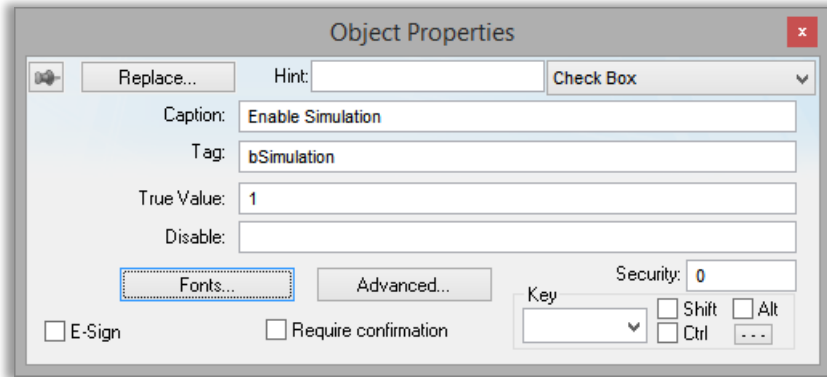 Object Properties
x
Replace... Hint: Check Box
Caption: Enable Simulation
Tag: bSimulation
True Value: 1
Disable:
Fonts... Advanced... Security: 0
Key
Shift Alt
E-Sign Require confirmation Ctrl ...